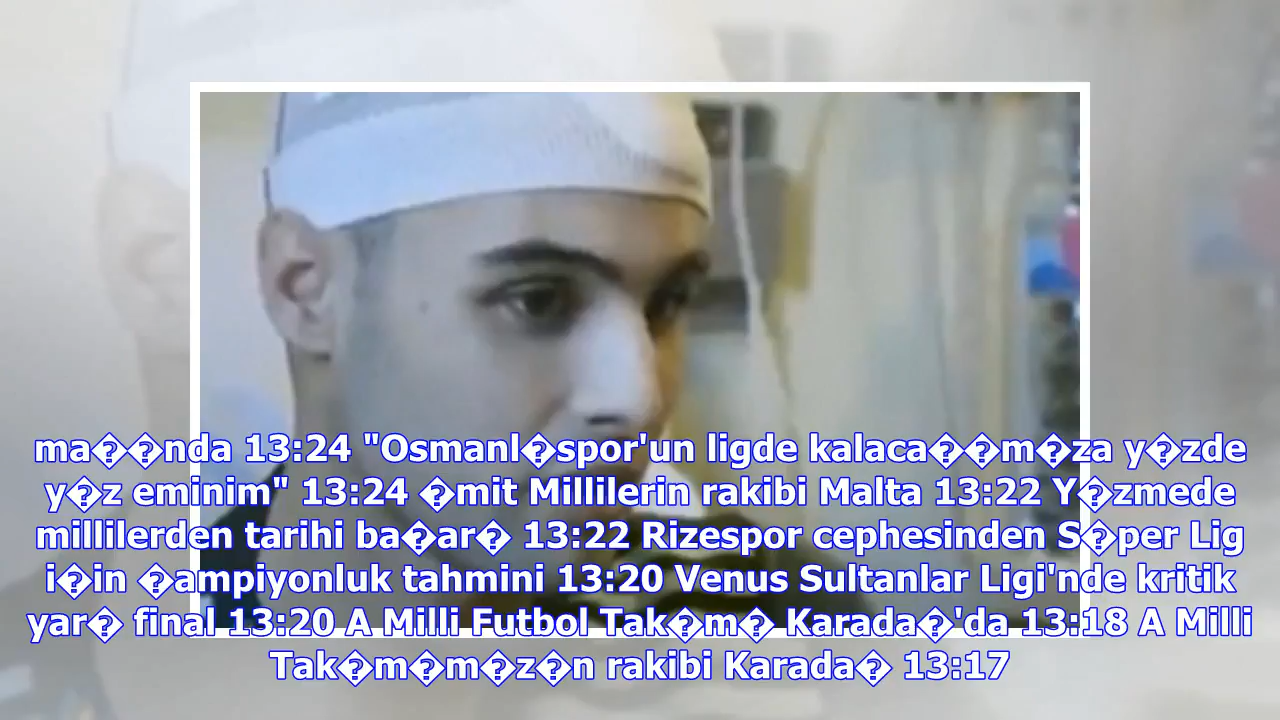 ma��nda 13:24 "Osmanl�spor'un ligde kalaca��m�za y�zde
y�z eminim" 13:24 �mit Millilerin rakibi Malta 13:22 Y�zmede
millilerden tarihi ba�ar� 13:22 Rizespor cephesinden S�per Lig
i�in �ampiyonluk tahmini 13:20 Venus Sultanlar Ligi'nde kritik
yar� final 13:20 A Milli Futbol Tak�m� Karada�'da 13:18 A Milli
Tak�m�m�z�n rakibi Karada� 13:17